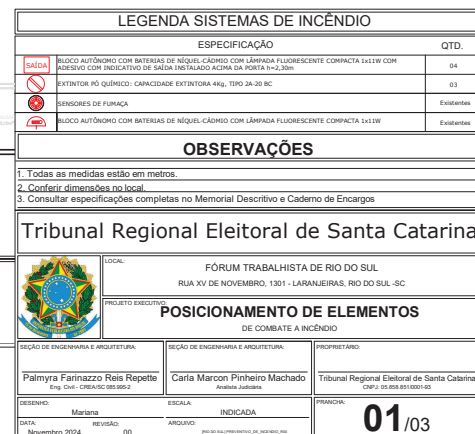 LEGENDA SISTEMAS DE INCÊNDIO
ESPECIFICAÇÃO QTD.
SAÍDA BLOCO AUTÔNOMO COM BATERIAS DE NÍQUEL-CÁDMIO COM LÂMPADA FLUORESCENTE COMPACTA 1x11W COM
ADESIVO COM INDICATIVO DE SAÍDA INSTALADO ACIMA DA PORTA h=2,30m 04
EXTINTOR PÓ QUÍMICO: CAPACIDADE EXTINTORA 4Kg, TIPO 2A-20 BC 03
SENSORES DE FUMAÇA Existentes
BLOCO AUTÔNOMO COM BATERIAS DE NÍQUEL-CÁDMIO COM LÂMPADA FLUORESCENTE COMPACTA 1x11W Existentes
OBSERVAÇÕES
1. Todas as medidas estão em metros.
2. Conferir dimensões no local.
3. Consultar especificações completas no Memorial Descritivo e Caderno de Encargos
Tribunal Regional Eleitoral de Santa Catarina
LOCAL:
FÓRUM TRABALHISTA DE RIO DO SUL
RUA XV DE NOVEMBRO, 1301 - LARANJEIRAS, RIO DO SUL -SC
PROJETO EXECUTIVO:
POSICIONAMENTO DE ELEMENTOS
DE COMBATE A INCÊNDIO
SEÇÃO DE ENGENHARIA E ARQUITETURA: SEÇÃO DE ENGENHARIA E ARQUITETURA: PROPRIETÁRIO:
Palmyra Farinazzo Reis Repette Carla Marcon Pinheiro Machado Tribunal Regional Eleitoral de Santa Catarina
Eng. Civil - CREA/SC 085.995-2 Analista Judiciária CNPJ: 05.858.851/0001-93
DESENHO: ESCALA: PRANCHA:
Mariana INDICADA 01/03
DATA: REVISÃO: ARQUIVO:
Novembro 2024 00